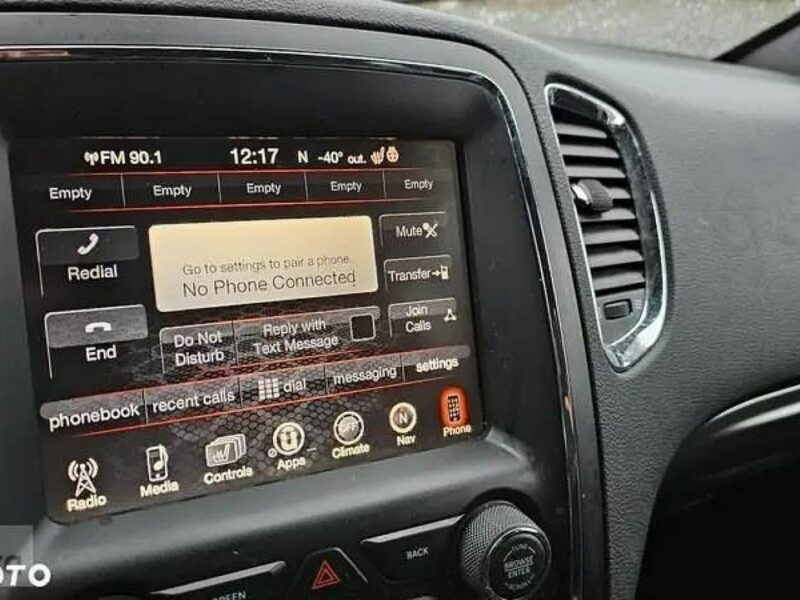 FM 90.1 12:17 N -40° out.
Empty Empty Empty Empty Empty
Redial
Go to settings to pair a phone.
No Phone Connected
Mute
Transfer
End
Do Not
Disturb
Reply with
Text Message
Join
Calls
phonebook recent calls dial messaging settings
Radio Media Controls Apps Climate Nav Phone
OFF
N
BACK
TUNE
BROWSE
ENTER